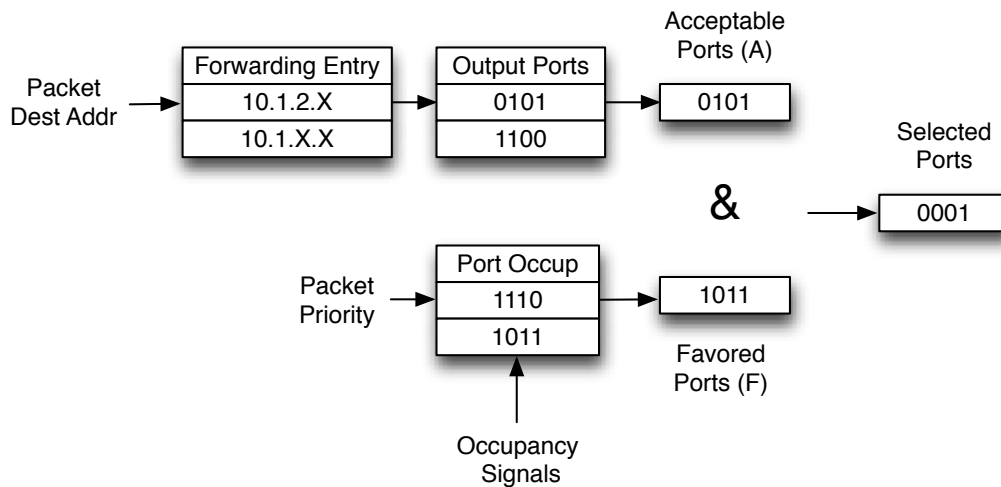 Acceptable
Ports (A)
Packet
Dest Addr
Forwarding Entry
10.1.2.X
10.1.X.X
Output Ports
0101
1100
0101
Selected
Ports
&
0001
Packet
Priority
Port Occup
1110
1011
1011
Favored
Ports (F)
Occupancy
Signals